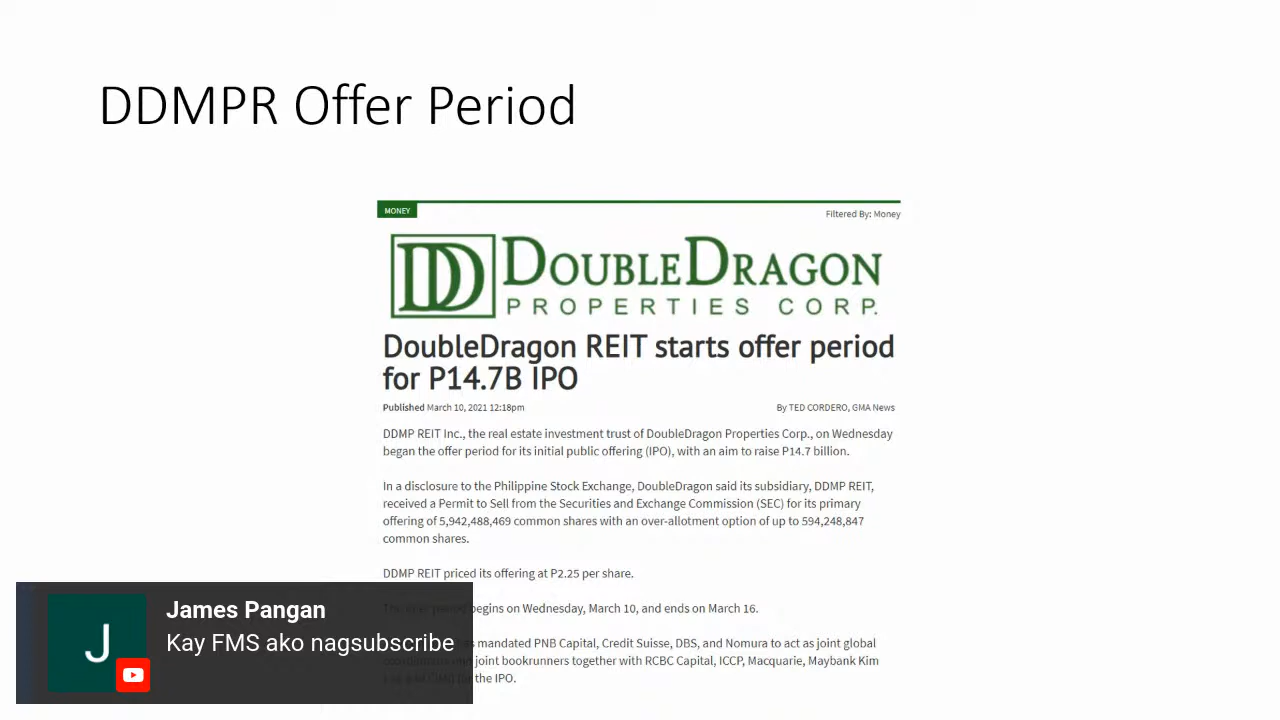 DDMPR Offer Period
MONEY
Filtered By: Money
DD DOUBLEDRAGON
PROPERTIES CORP.
DoubleDragon REIT starts offer period
for P14.7B IPO
Published March 10, 2021 12:18pm
By TED CORDERO, GMA News
DDMP REIT Inc., the real estate investment trust of DoubleDragon Properties Corp., on Wednesday
began the offer period for its initial public offering (IPO), with an aim to raise P14.7 billion.
In a disclosure to the Philippine Stock Exchange, DoubleDragon said its subsidiary, DDMP REIT,
received a Permit to Sell from the Securities and Exchange Commission (SEC) for its primary
offering of 5,942,488,469 common shares with an over-allotment option of up to 594,248,847
common shares.
DDMP REIT priced its offering at P2.25 per share.
begins on Wednesday, March 10, and ends on March 16.
mandated PNB Capital, Credit Suisse, DBS, and Nomura to act as joint global
joint bookrunners together with RCBC Capital, ICCP, Macquarie, Maybank Kim
the IPO.
J
James Pangan
Kay FMS ako nagsubscribe